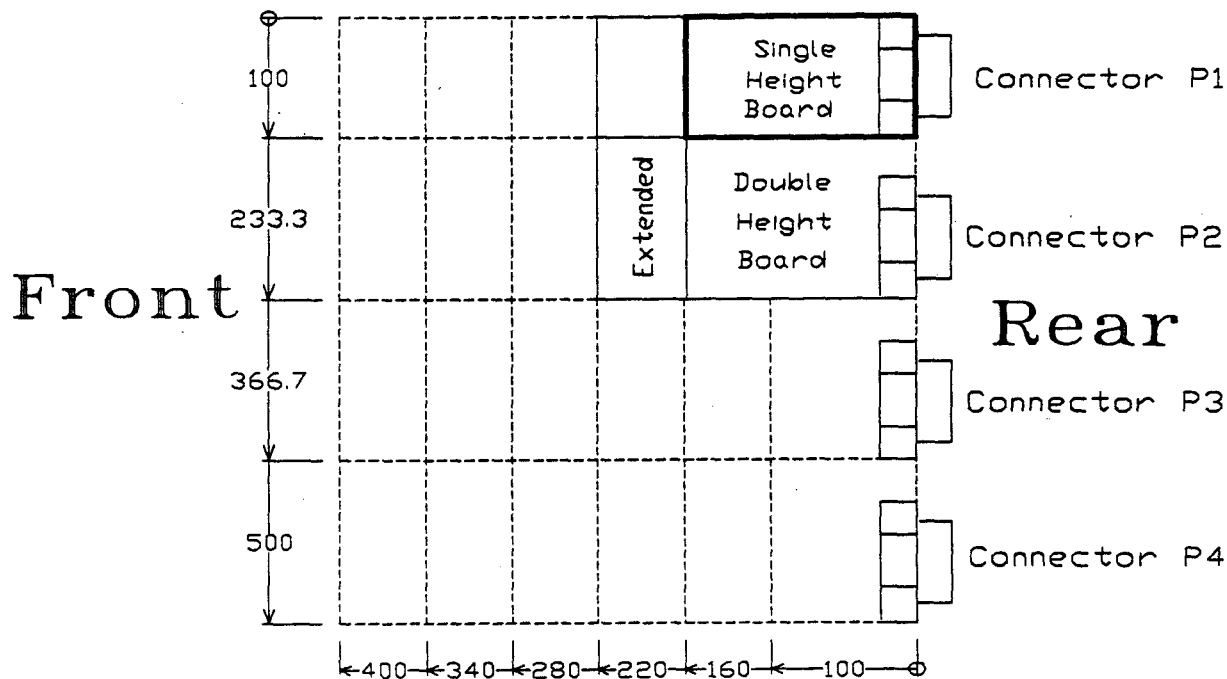 100
Single
Height
Board
Connector P1
233.3
Extended
Double
Height
Board
Connector P2
Front
Rear
366.7
Connector P3
500
Connector P4
400 340 280 220 160 100 0